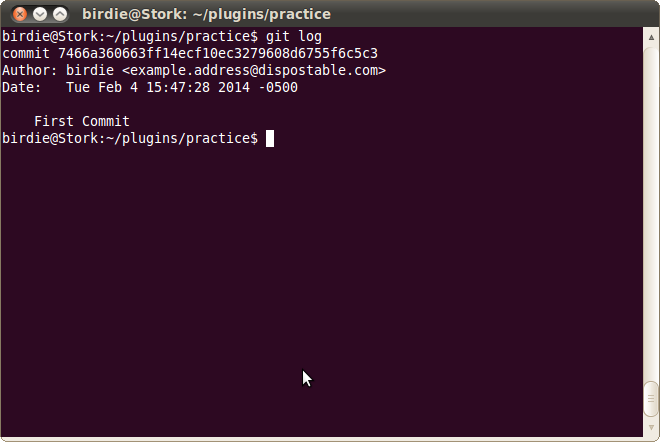 birdie@Stork: ~/plugins/practice
birdie@Stork:~/plugins/practice$ git log
commit 7466a360663ff14ecf10ec3279608d6755f6c5c3
Author: birdie <example.address@dispostable.com>
Date:   Tue Feb 4 15:47:28 2014 -0500
    First Commit
birdie@Stork:~/plugins/practice$